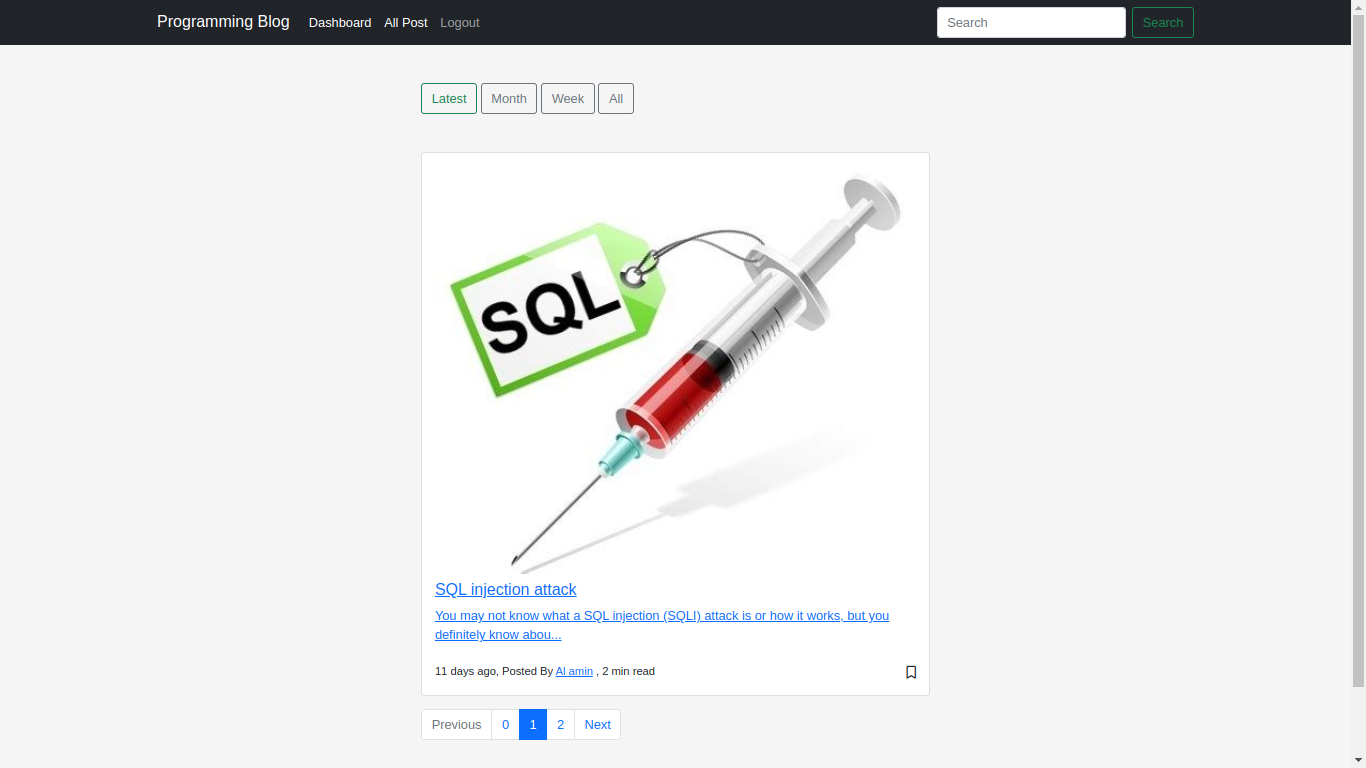 Programming Blog Dashboard All Post Logout Search Search
Latest Month Week All
SQL
SQL injection attack
You may not know what a SQL injection (SQLI) attack is or how it works, but you
definitely know abou...
11 days ago, Posted By Al amin , 2 min read
Previous 0 1 2 Next